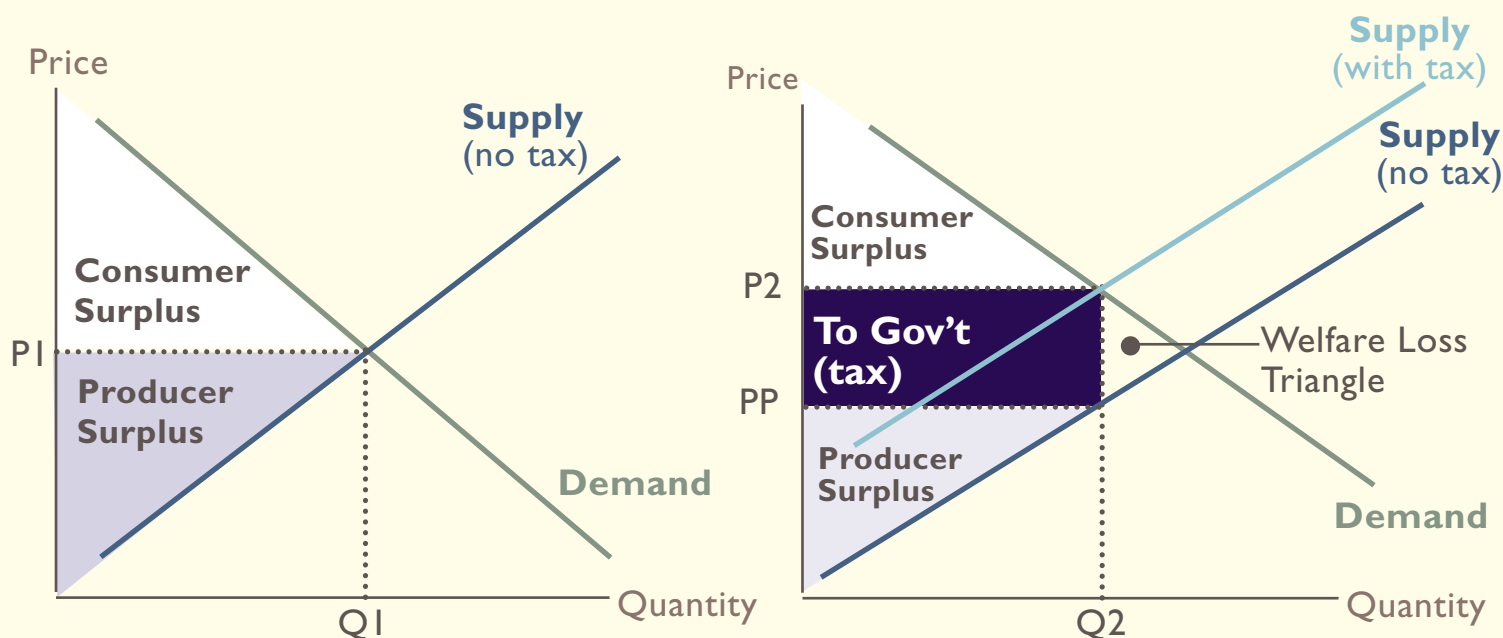 Price
Supply
(no tax)
Consumer
Surplus
P1
Producer
Surplus
Demand
Quantity
Q1
Supply
(with tax)
Price
Supply
(no tax)
Consumer
Surplus
P2
To Gov't
(tax)
Welfare Loss
Triangle
PP
Producer
Surplus
Demand
Quantity
Q2